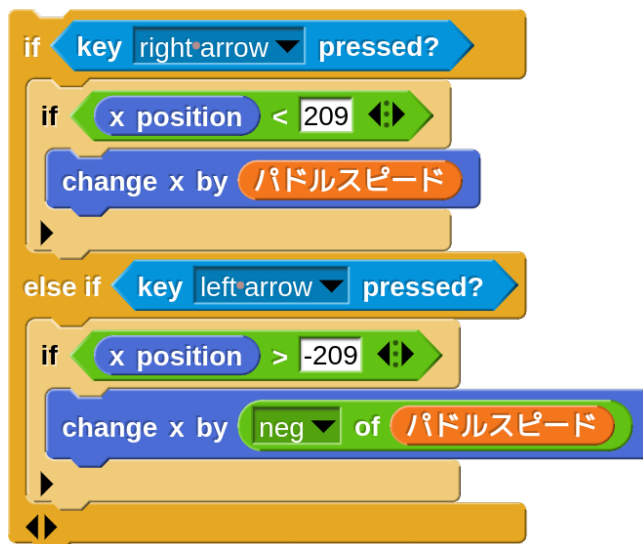 if key right arrow pressed?
if x position < 209
change x by パドルスピード
else if key left arrow pressed?
if x position > -209
change x by neg of パドルスピード